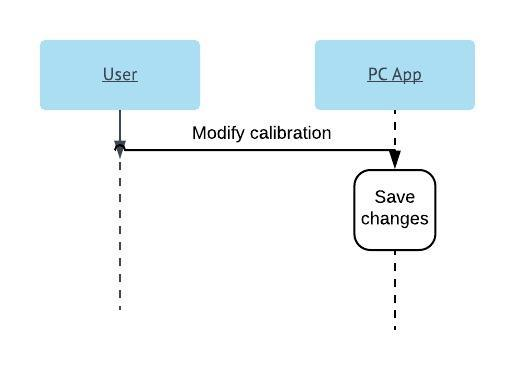 User
PC App
Modify calibration
Save
changes